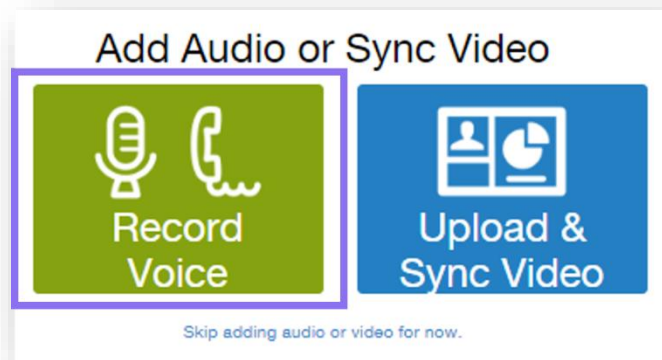 Add Audio or Sync Video
Record
Voice
Upload &
Sync Video
Skip adding audio or video for now.